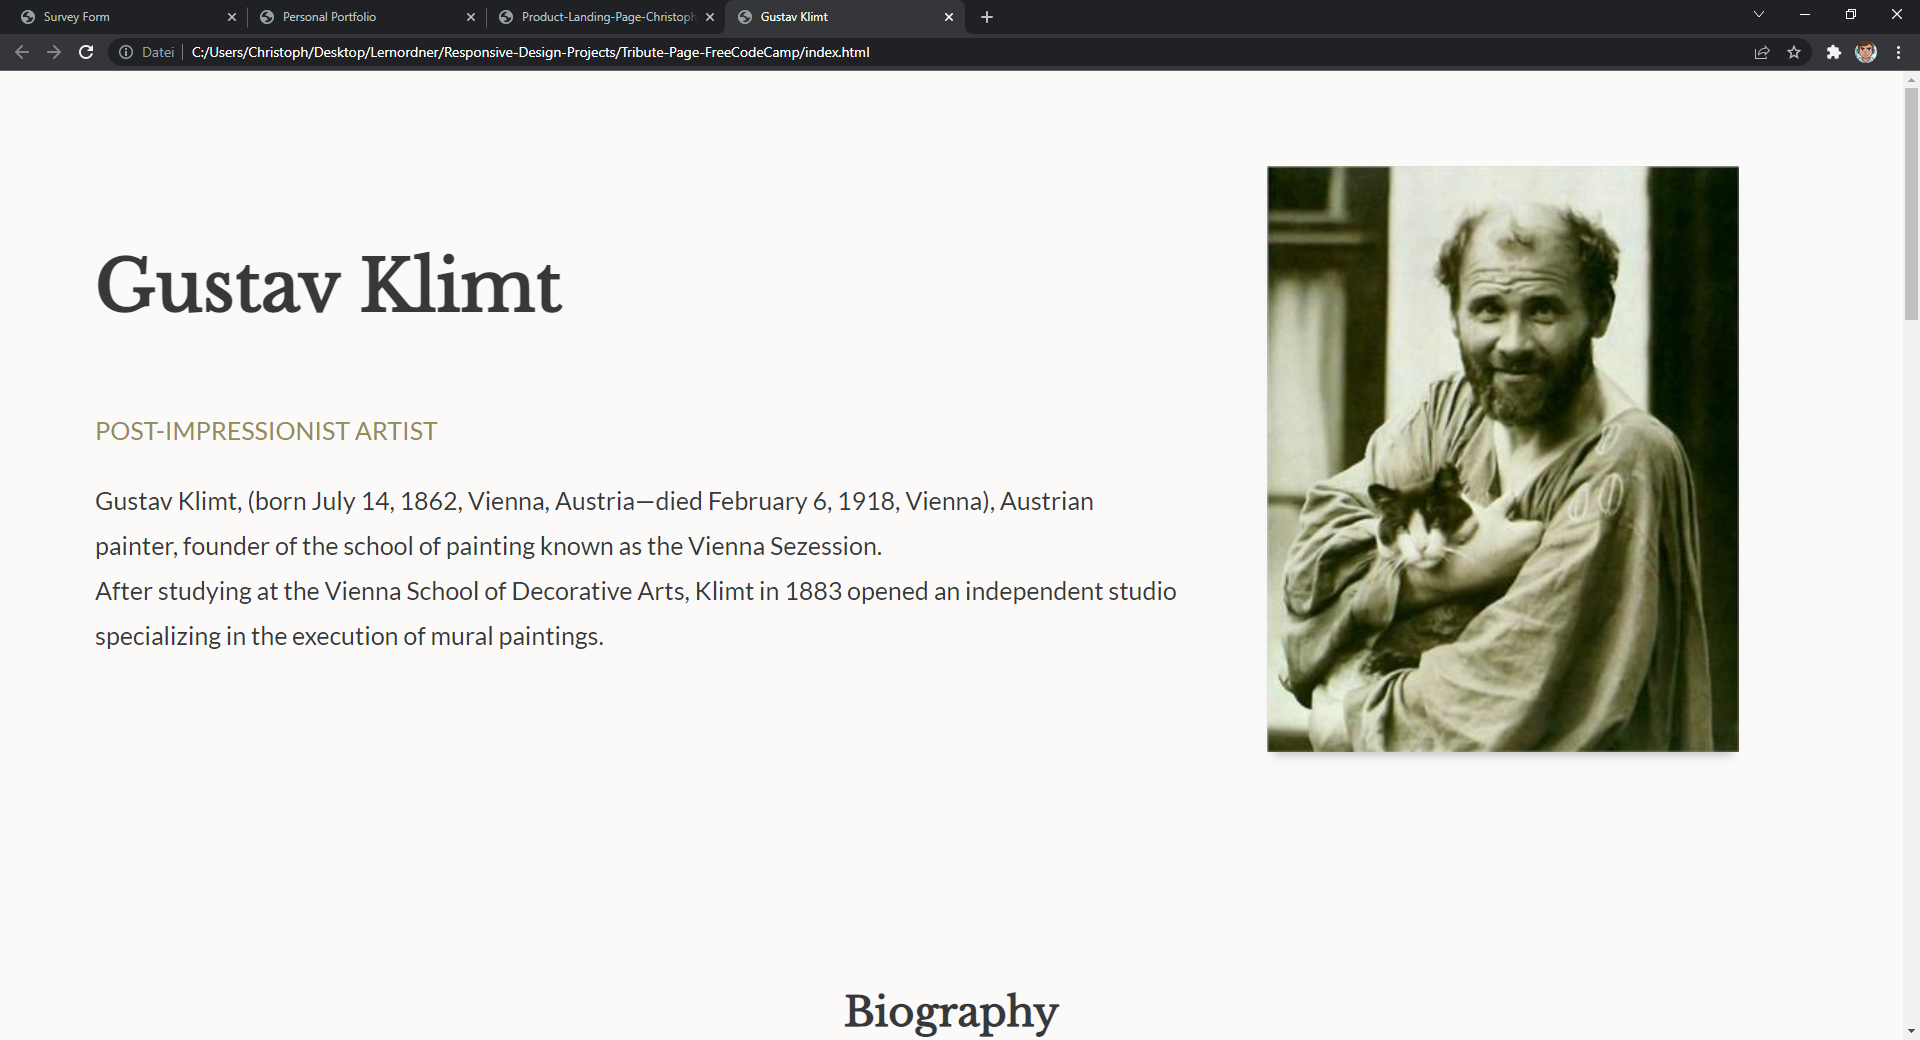 Survey Form
Personal Portfolio
Product-Landing-Page-Christoph
Gustav Klimt
Datei
C:/Users/Christoph/Desktop/Lernordner/Responsive-Design-Projects/Tribute-Page-FreeCodeCamp/index.html
Gustav Klimt
POST-IMPRESSIONIST ARTIST
Gustav Klimt, (born July 14, 1862, Vienna, Austria—died February 6, 1918, Vienna), Austrian
painter, founder of the school of painting known as the Vienna Sezession.
After studying at the Vienna School of Decorative Arts, Klimt in 1883 opened an independent studio
specializing in the execution of mural paintings.
Biography